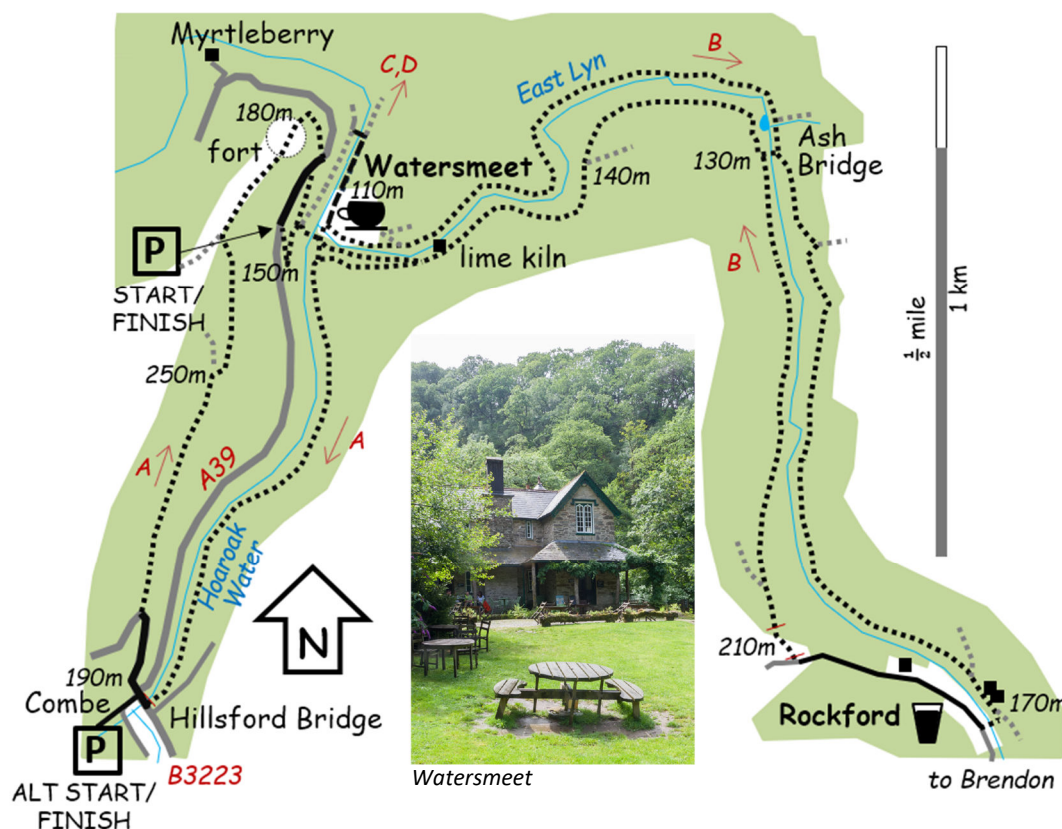 Myrtleberry
C,D
B
East Lyn
180m
fort
Watersmeet
110m
Ash
Bridge
130m
140m
P
START/
FINISH
150m
lime kiln
B
1/2 mile
1 km
250m
A
A39
A
Hoaroak
Water
N
210m
190m
Combe
Hillsford Bridge
P
ALT START/
FINISH
B3223
Rockford
170m
to Brendon
Watersmeet